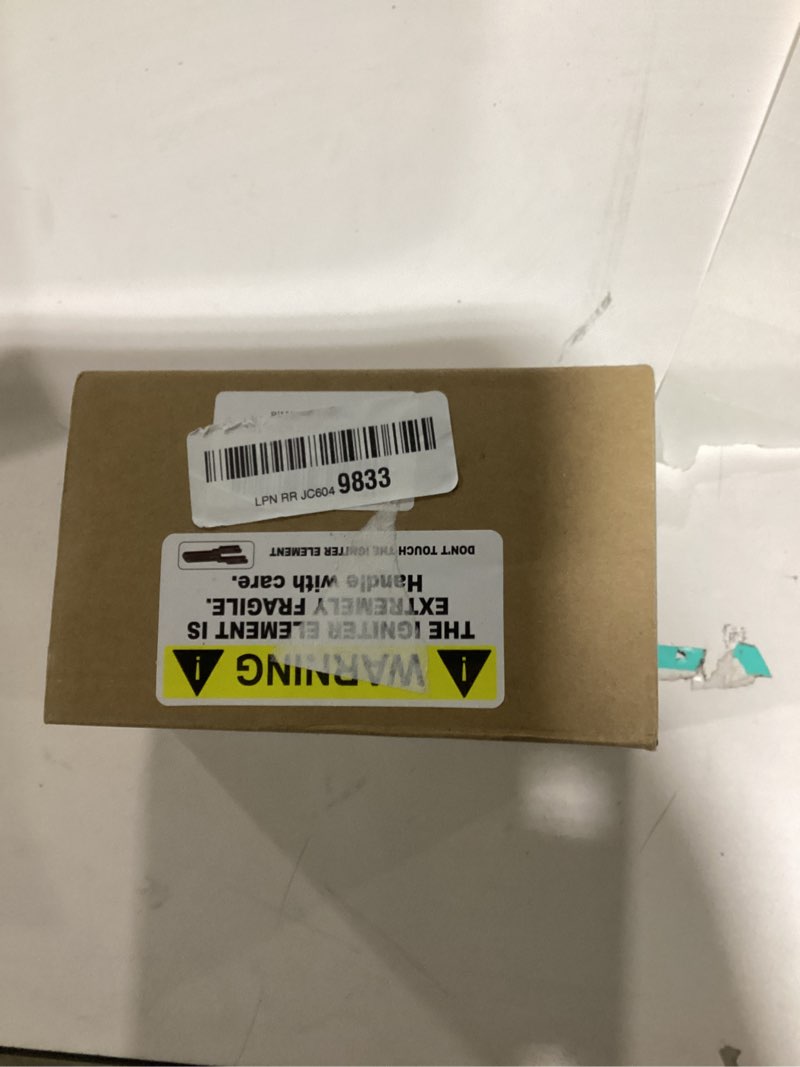 LPN RR JC604 9833
WARNING
THE IGNITER ELEMENT IS
EXTREMELY FRAGILE.
Handle with care.
DON'T TOUCH THE IGNITER ELEMENT